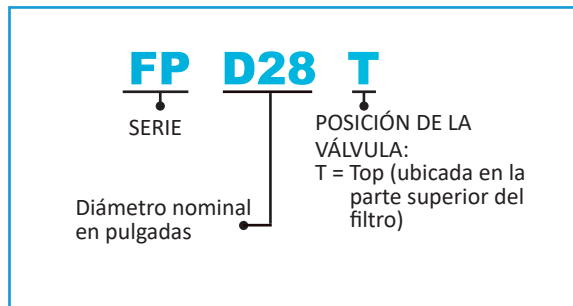 FP D28 T
SERIE
POSICIÓN DE LA
VÁLVULA:
T = Top (ubicada en la
parte superior del
filtro)
Diámetro nominal
en pulgadas